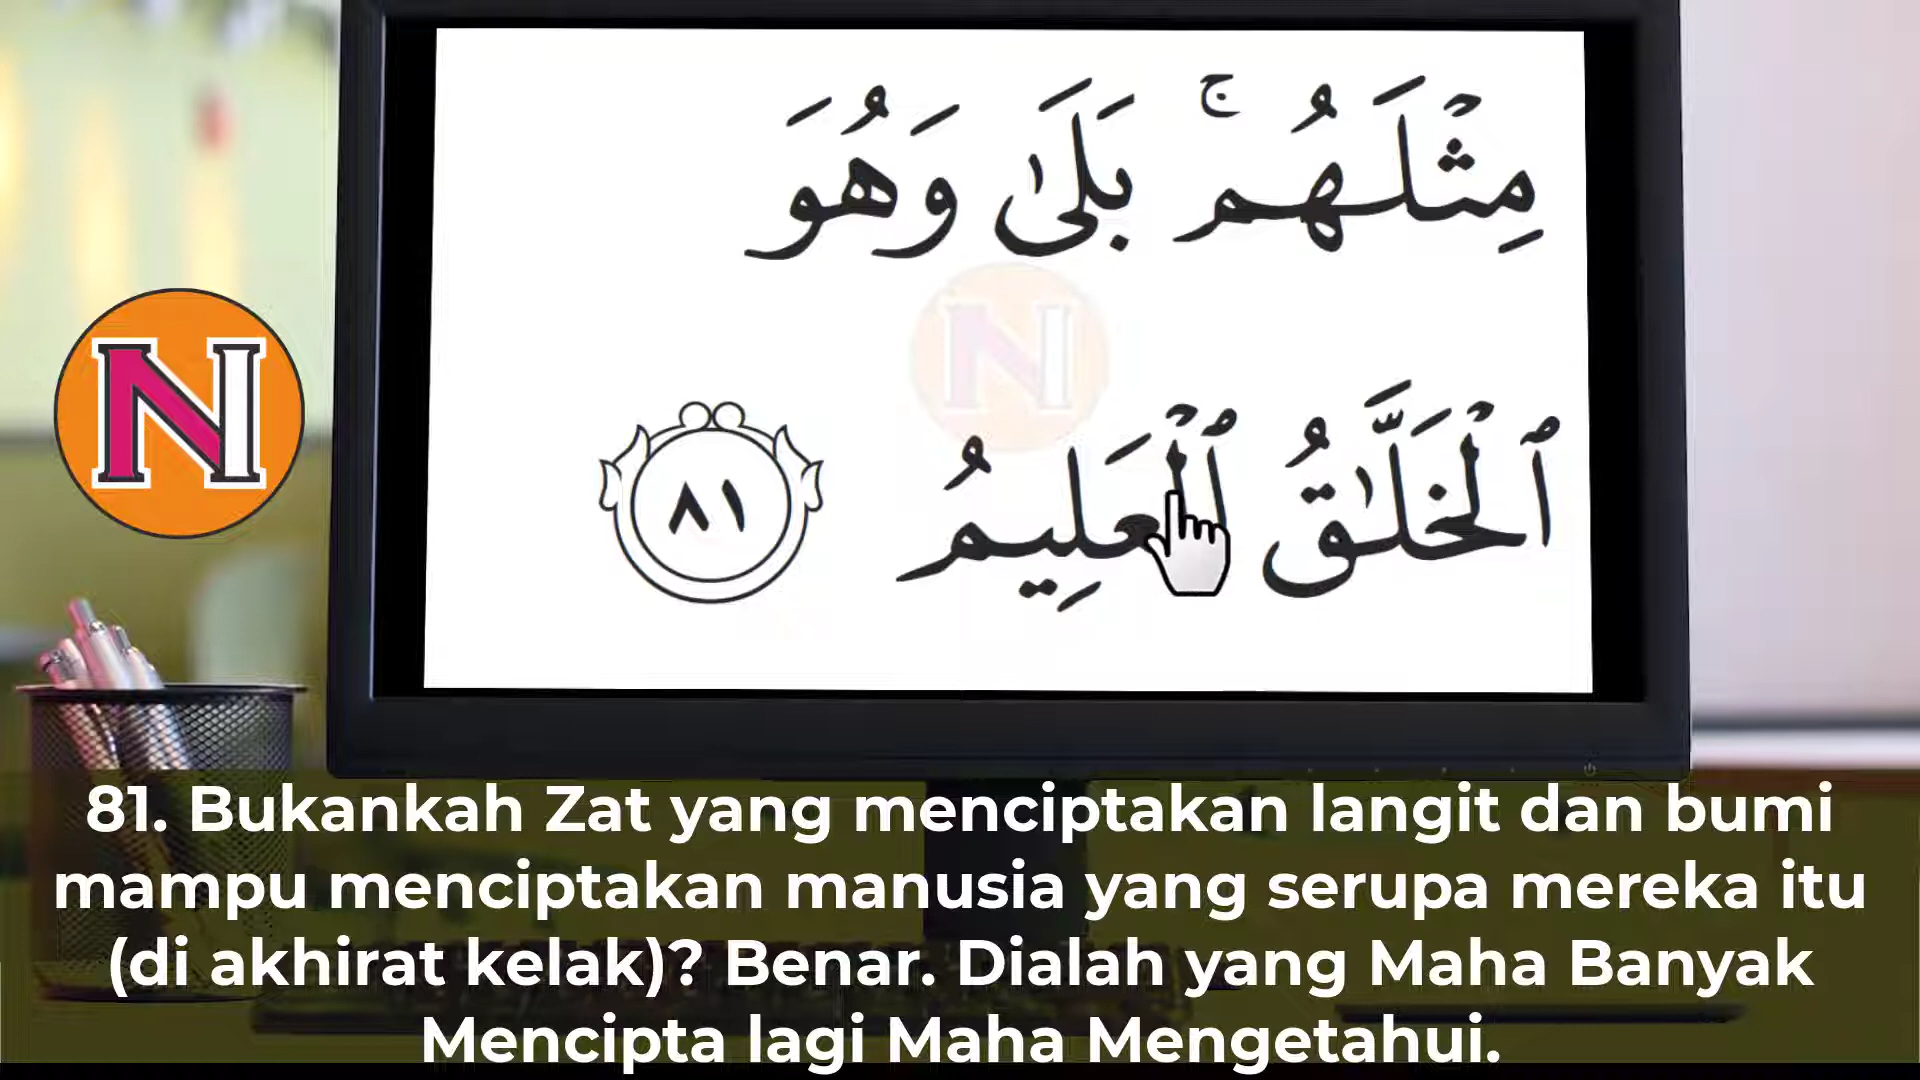 مِثْلَهُم ۚ بَلَىٰ وَهُوَ
ٱلْخَلَّٰقُ ٱلْعَلِيمُ ٨١
N
N
81. Bukankah Zat yang menciptakan langit dan bumi
mampu menciptakan manusia yang serupa mereka itu
(di akhirat kelak)? Benar. Dialah yang Maha Banyak
Mencipta lagi Maha Mengetahui.